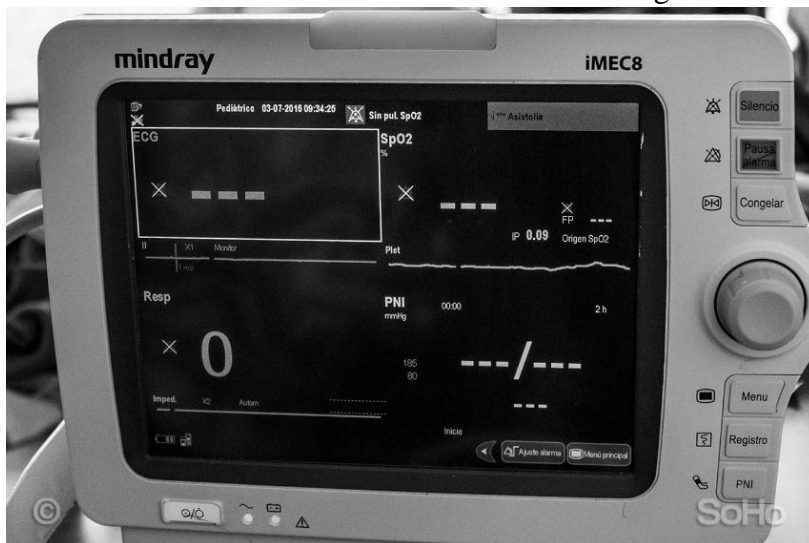 mindray
iMEC8
Pediátrico 03-07-2015 09:34:25
Sin pul. SpO2
*** Asistolia
ECG
SpO2
%
---
---
FP ---
IP 0.09
Origen SpO2
II X1 Monitor
1 mV
Plet
Resp
PNI
mmHg
00:00
2 h
0
185
80
---/---
---
Imped. X2 Autom
Inicie
Ajuste alarma
Menú principal
Silencio
Pausa alarma
Congelar
Menu
Registro
PNI
©
SoHo